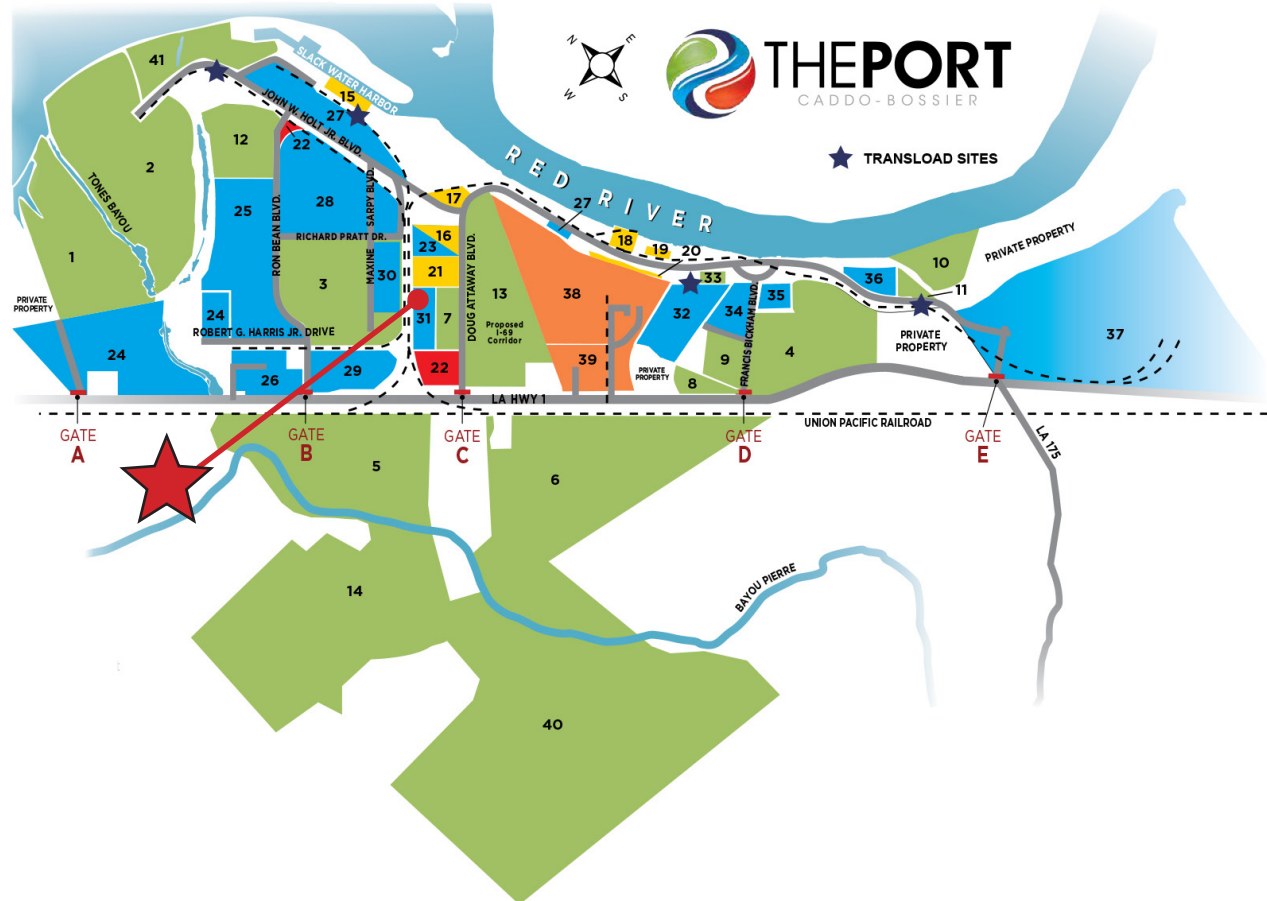 THEPORT
CADDO-BOSSIER
N
E
W
S
TRANSLOAD SITES
SLACK WATER HARBOR
RED RIVER
JOHN W. HOLT JR. BLVD.
TONES BAYOU
RON BEAN BLVD.
MAXINE SARPY BLVD.
RICHARD PRATT DR.
ROBERT G. HARRIS JR. DRIVE
DOUG ATTAWAY BLVD.
FRANCIS BICKHAM BLVD.
Proposed
I-69
Corridor
PRIVATE
PROPERTY
PRIVATE
PROPERTY
PRIVATE PROPERTY
PRIVATE
PROPERTY
41
15
27
12
22
2
17
27
28
25
16
23
18
19
20
10
1
3
30
21
33
36
11
13
38
35
24
31
7
32
34
37
24
26
29
22
39
9
4
8
LA HWY 1
UNION PACIFIC RAILROAD
LA 175
GATE
A
GATE
B
GATE
C
GATE
D
GATE
E
5
6
14
BAYOU PIERRE
40